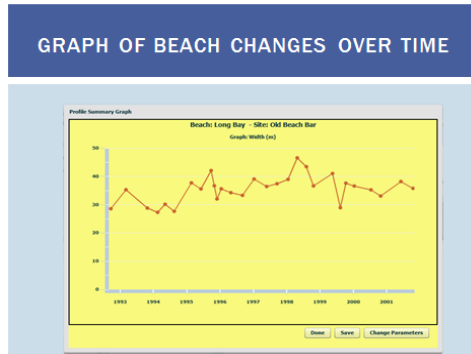 GRAPH OF BEACH CHANGES OVER TIME
Profile Summary Graph
Beach: Long Bay - Site: Old Beach Bar
Graph: Width (m)
50
40
30
20
10
0
1993 1994 1995 1996 1997 1998 1999 2000 2001
Done Save Change Parameters